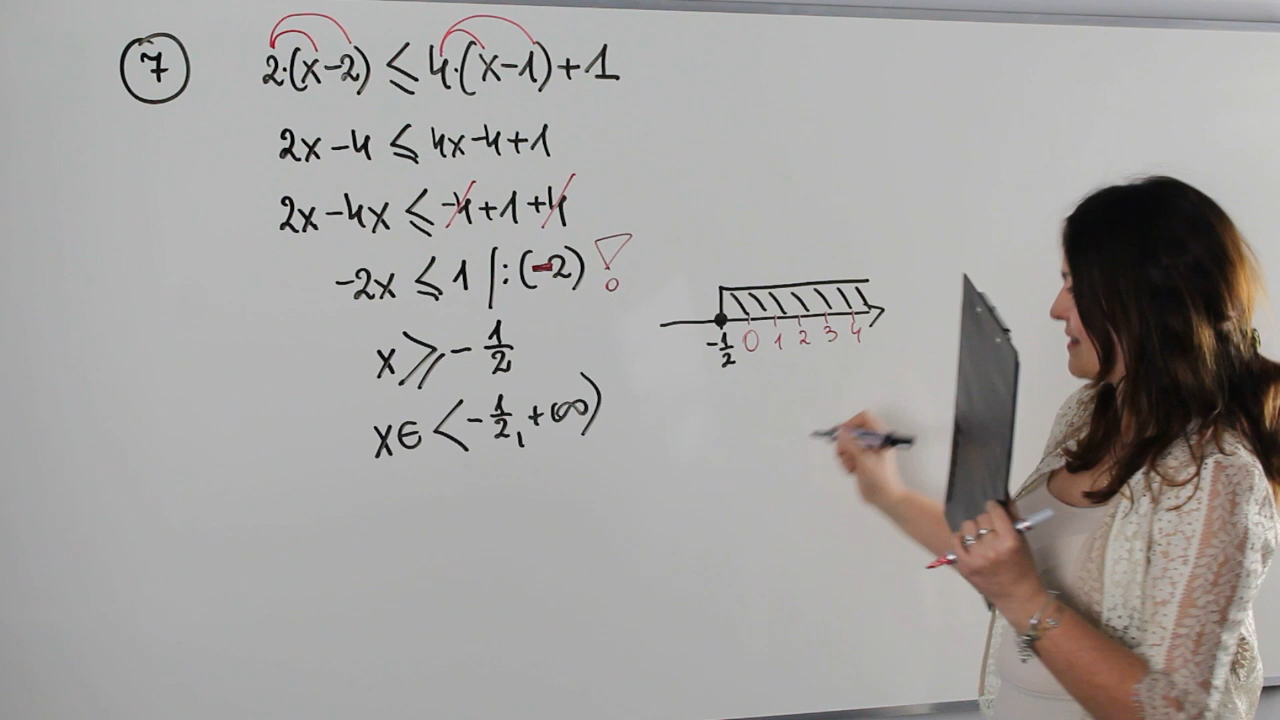 7
2·(x-2) ≤ 4·(x-1)+1
2x-4 ≤ 4x-4+1
2x-4x ≤ -4+1+4
-2x ≤ 1 |:(-2) !
x ≥ -1/2
x∈<-1/2, +∞)
-1/2 0 1 2 3 4